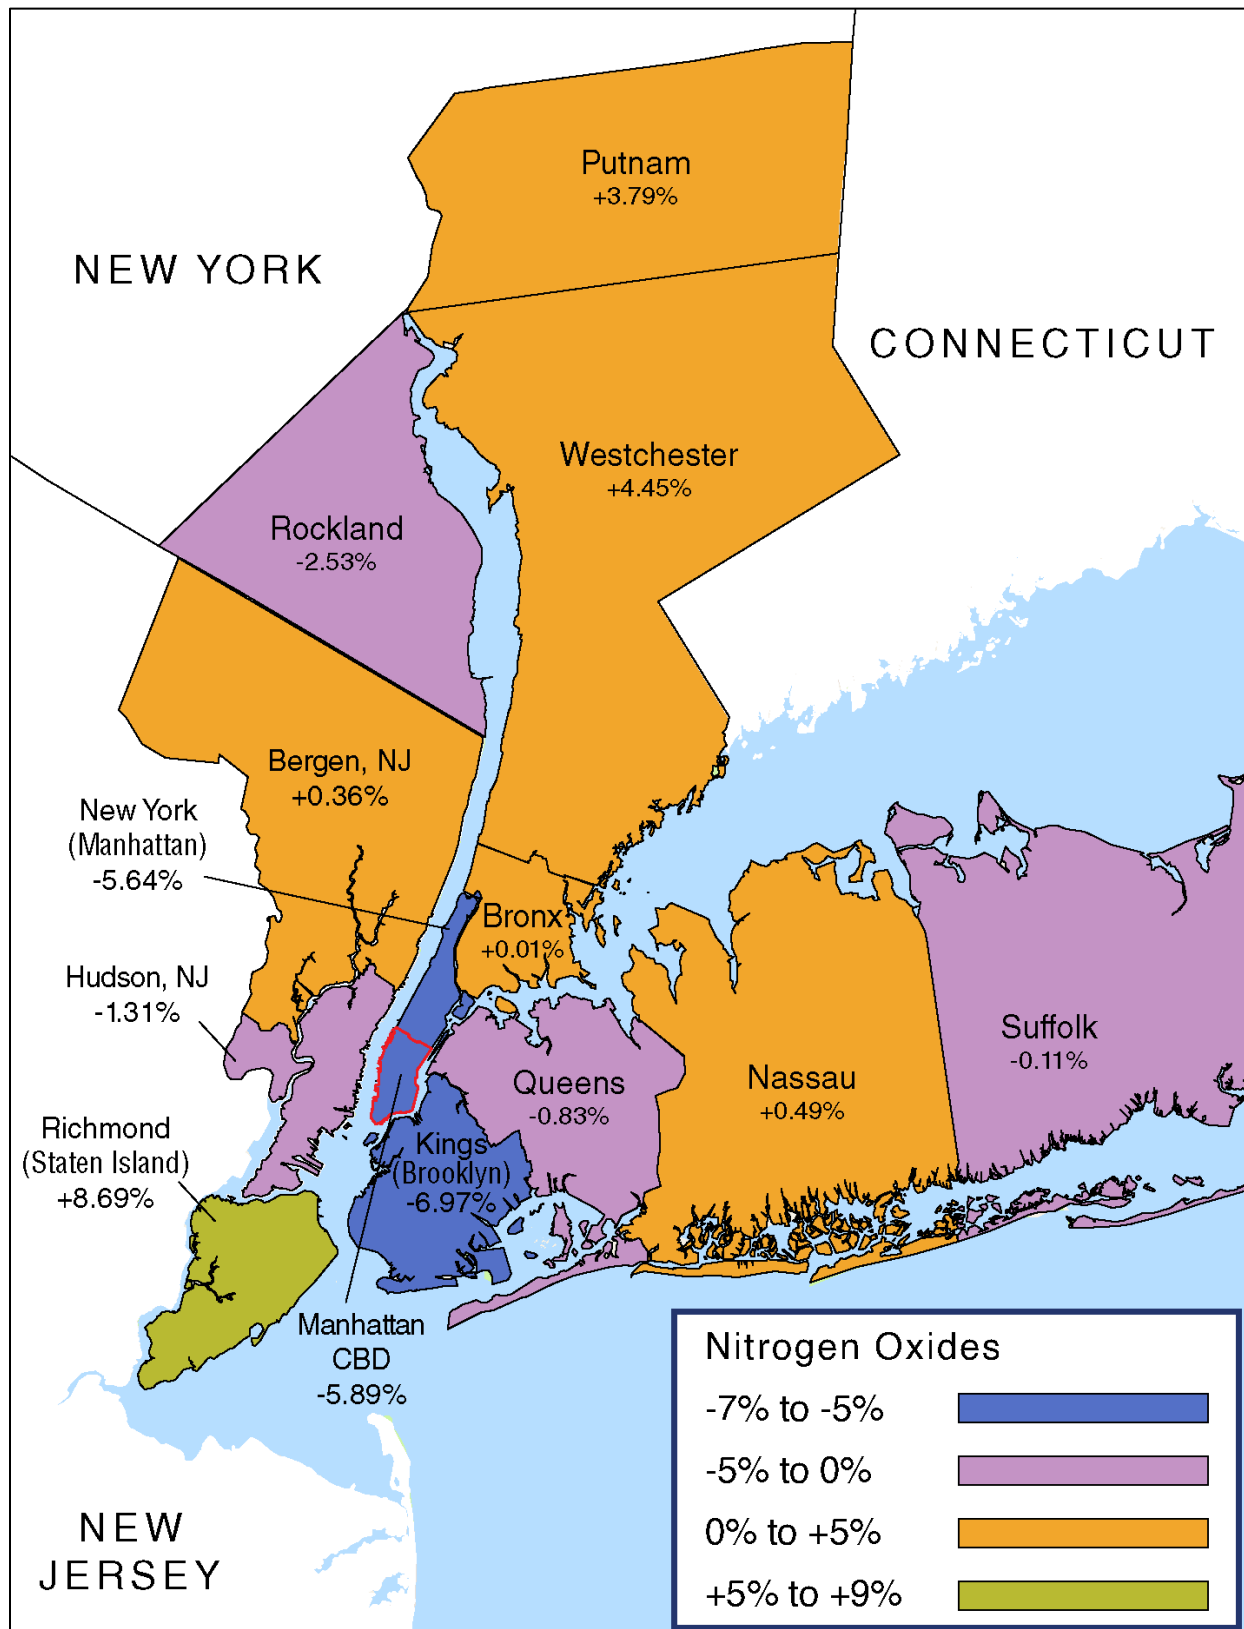 Putnam
+3.79%
NEW YORK
CONNECTICUT
Westchester
+4.45%
Rockland
-2.53%
Bergen, NJ
+0.36%
New York
(Manhattan)
-5.64%
Bronx
+0.01%
Hudson, NJ
-1.31%
Suffolk
-0.11%
Queens
-0.83%
Nassau
+0.49%
Richmond
(Staten Island)
+8.69%
Kings
(Brooklyn)
-6.97%
Manhattan
CBD
-5.89%
NEW
JERSEY
Nitrogen Oxides
-7% to -5%
-5% to 0%
0% to +5%
+5% to +9%